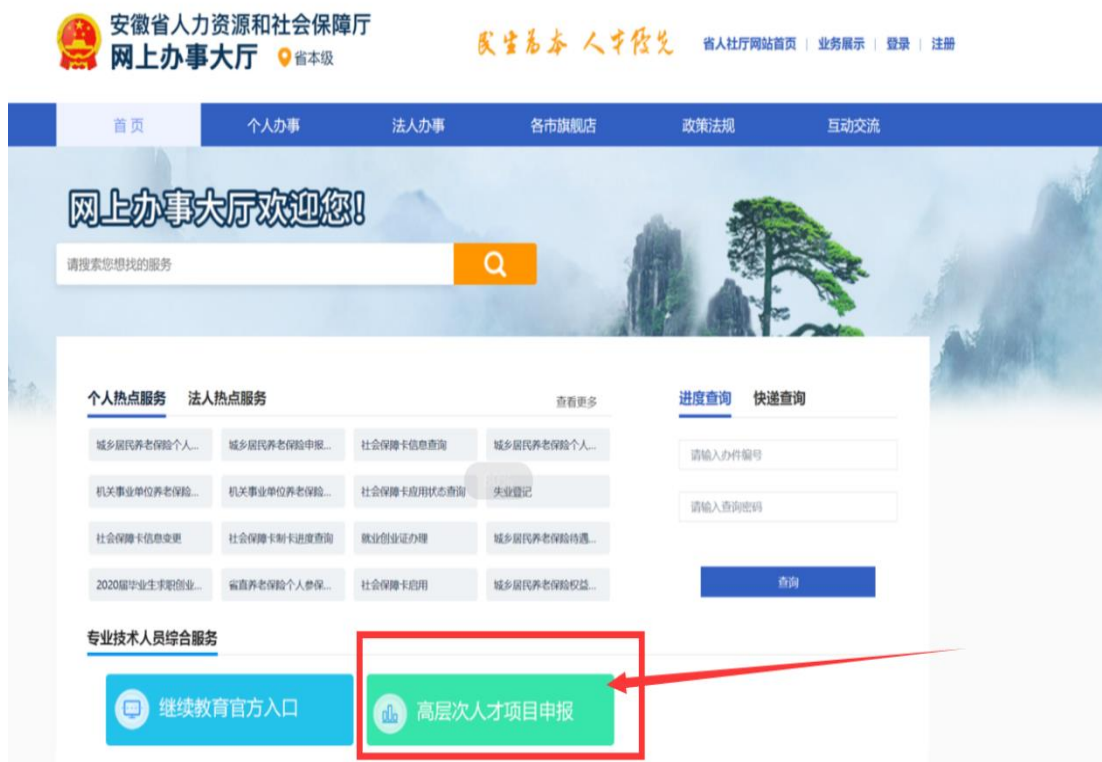 安徽省人力资源和社会保障厅
网上办事大厅 省本级
民生为本 人才优先
省人社厅网站首页 | 业务展示 | 登录 | 注册
首页 个人办事 法人办事 各市旗舰店 政策法规 互动交流
网上办事大厅欢迎您!
请搜索您想找的服务
个人热点服务 法人热点服务 查看更多
城乡居民养老保险个人... 城乡居民养老保险申报... 社会保障卡信息查询 城乡居民养老保险个人...
机关事业单位养老保险... 机关事业单位养老保险... 社会保障卡应用状态查询 失业登记
社会保障卡信息变更 社会保障卡制卡进度查询 就业创业证办理 城乡居民养老保险待遇...
2020届毕业生求职创业... 省直养老保险个人参保... 社会保障卡启用 城乡居民养老保险权益...
进度查询 快递查询
请输入办件编号
请输入查询密码
查询
专业技术人员综合服务
继续教育官方入口 高层次人才项目申报